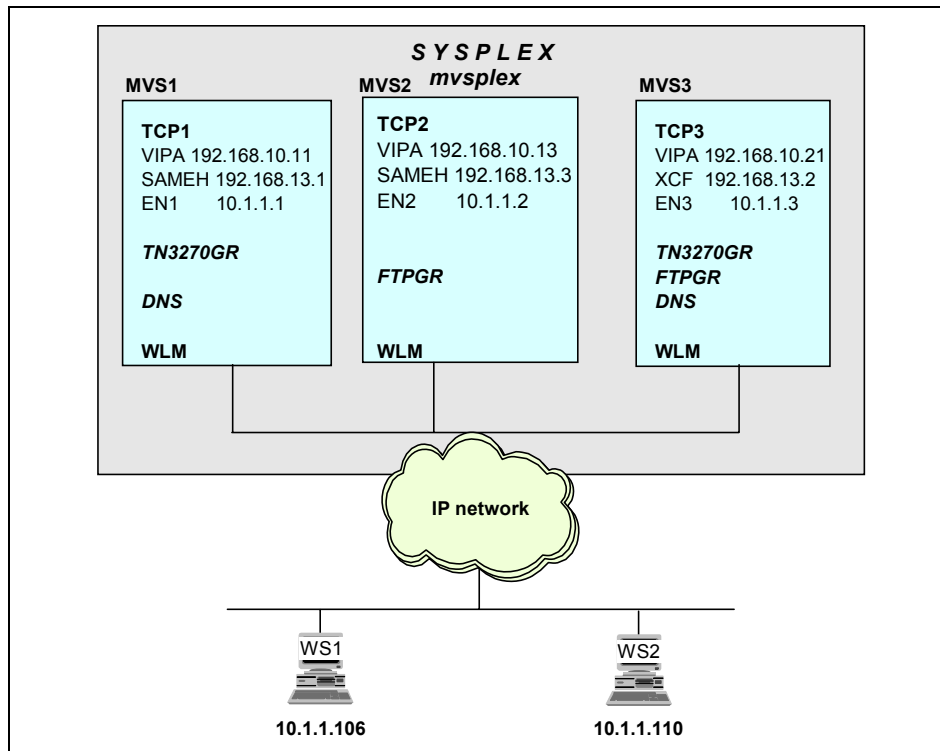 S Y S P L E X
mvsplex
MVS1
TCP1
VIPA 192.168.10.11
SAMEH 192.168.13.1
EN1 10.1.1.1
TN3270GR
DNS
WLM
MVS2
TCP2
VIPA 192.168.10.13
SAMEH 192.168.13.3
EN2 10.1.1.2
FTPGR
WLM
MVS3
TCP3
VIPA 192.168.10.21
XCF 192.168.13.2
EN3 10.1.1.3
TN3270GR
FTPGR
DNS
WLM
IP network
WS1
10.1.1.106
WS2
10.1.1.110